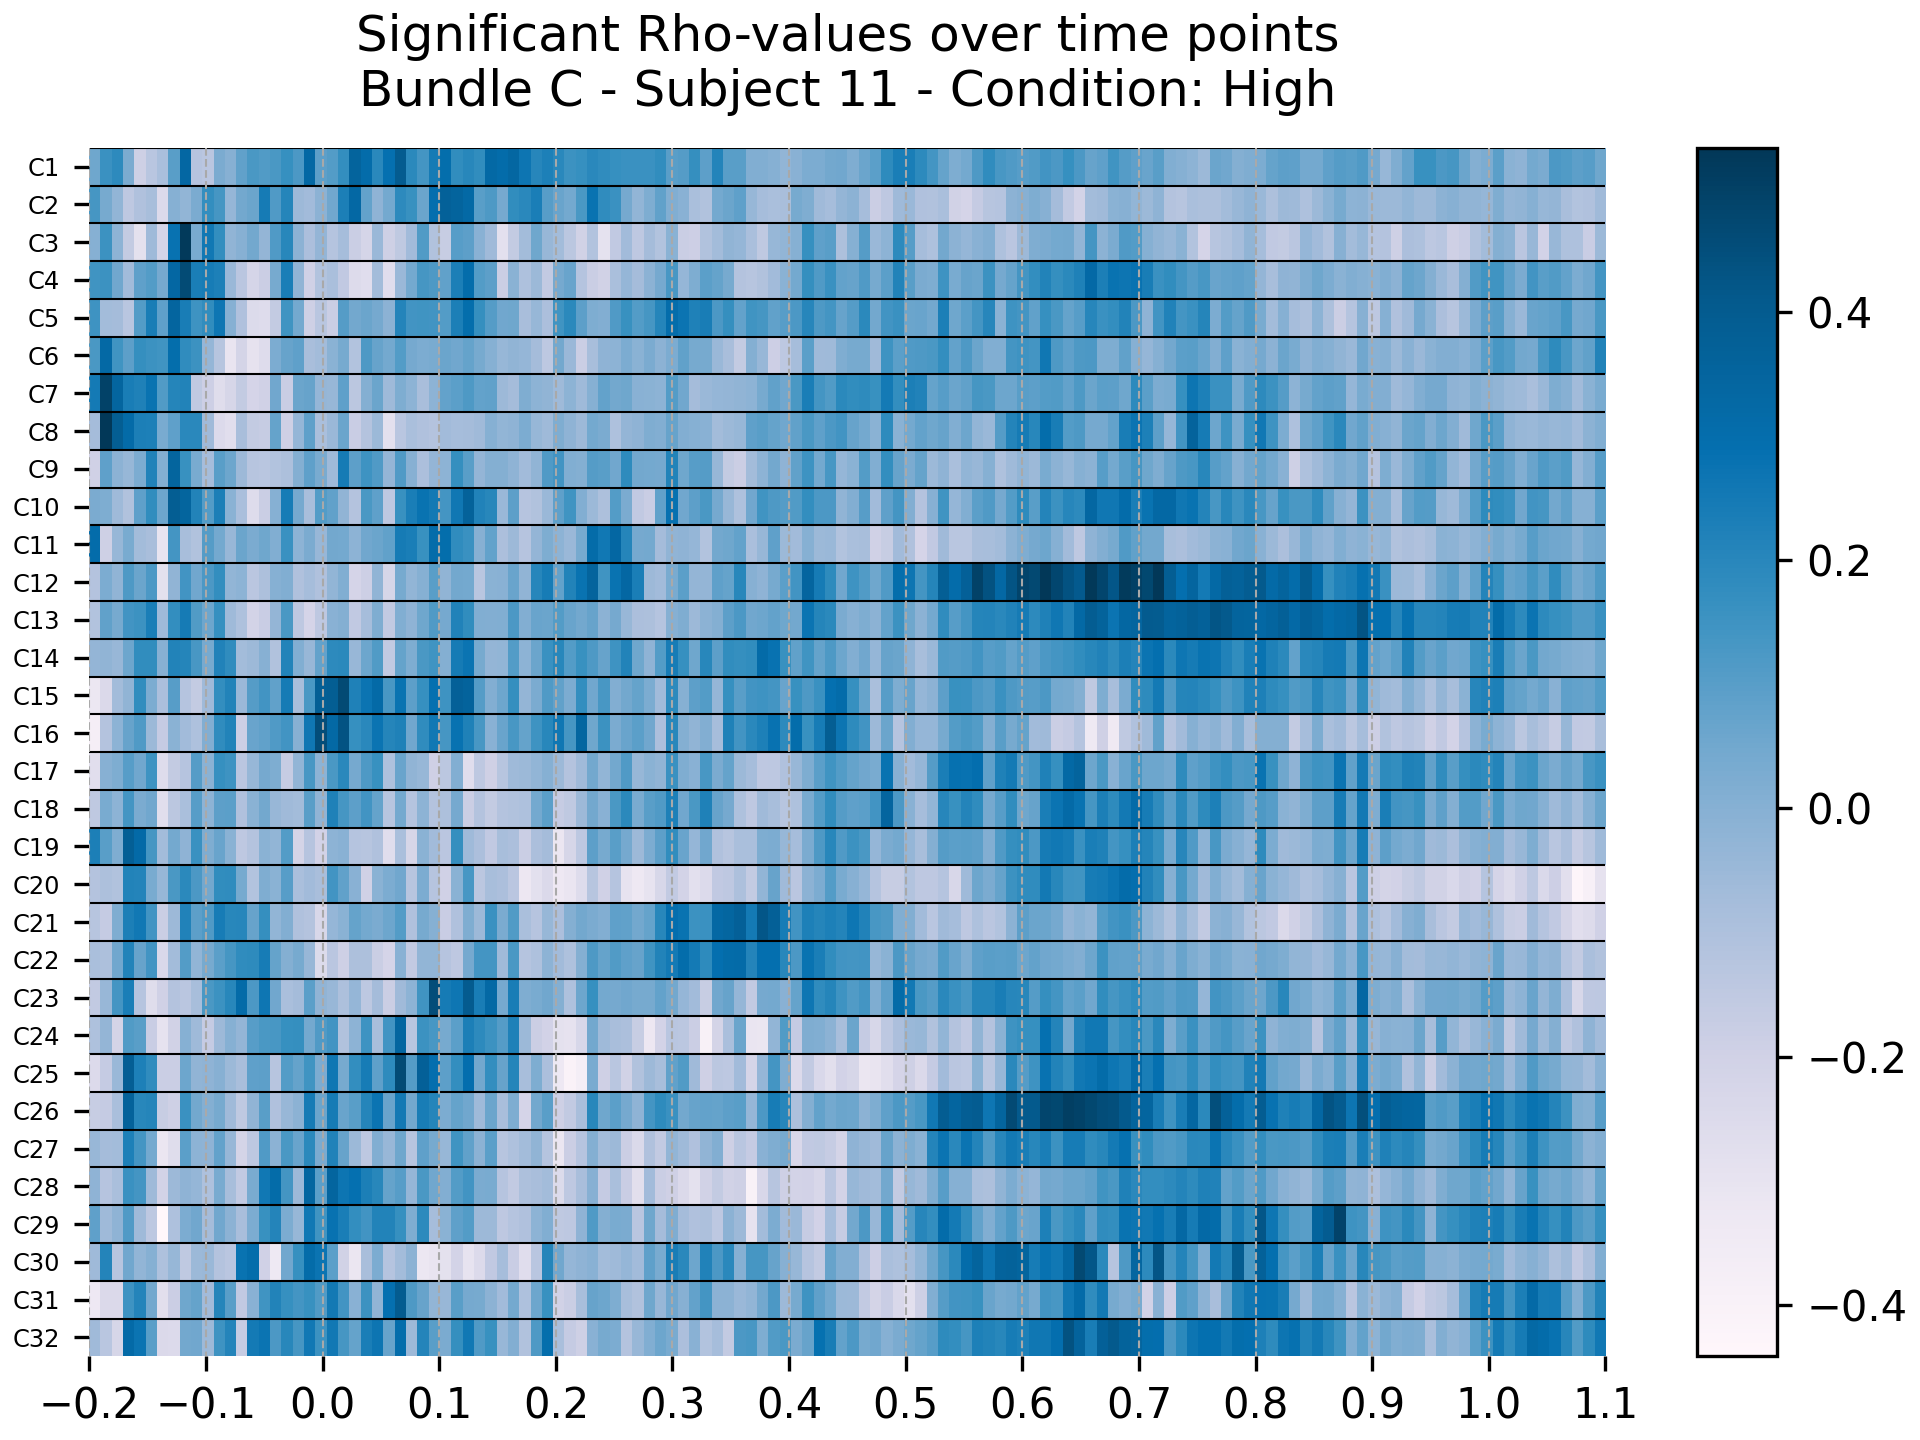 Significant Rho-values over time points
Bundle C - Subject 11 - Condition: High
C1
C2
C3
C4
C5
C6
C7
C8
C9
C10
C11
C12
C13
C14
C15
C16
C17
C18
C19
C20
C21
C22
C23
C24
C25
C26
C27
C28
C29
C30
C31
C32
−0.2 −0.1 0.0 0.1 0.2 0.3 0.4 0.5 0.6 0.7 0.8 0.9 1.0 1.1
0.4
0.2
0.0
−0.2
−0.4